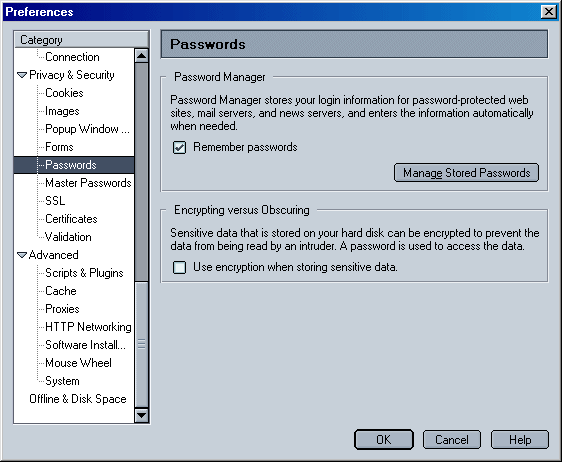 Preferences
Category
Connection
Privacy & Security
Cookies
Images
Popup Window ...
Forms
Passwords
Master Passwords
SSL
Certificates
Validation
Advanced
Scripts & Plugins
Cache
Proxies
HTTP Networking
Software Install...
Mouse Wheel
System
Offline & Disk Space
Passwords
Password Manager
Password Manager stores your login information for password-protected web
sites, mail servers, and news servers, and enters the information automatically
when needed.
Remember passwords
Manage Stored Passwords
Encrypting versus Obscuring
Sensitive data that is stored on your hard disk can be encrypted to prevent the
data from being read by an intruder. A password is used to access the data.
Use encryption when storing sensitive data.
OK
Cancel
Help